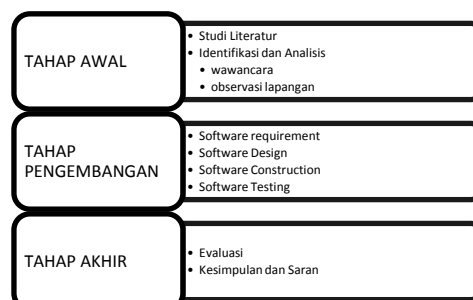 TAHAP AWAL
• Studi Literatur
• Identifikasi dan Analisis
• wawancara
• observasi lapangan
TAHAP
PENGEMBANGAN
• Software requirement
• Software Design
• Software Construction
• Software Testing
TAHAP AKHIR
• Evaluasi
• Kesimpulan dan Saran